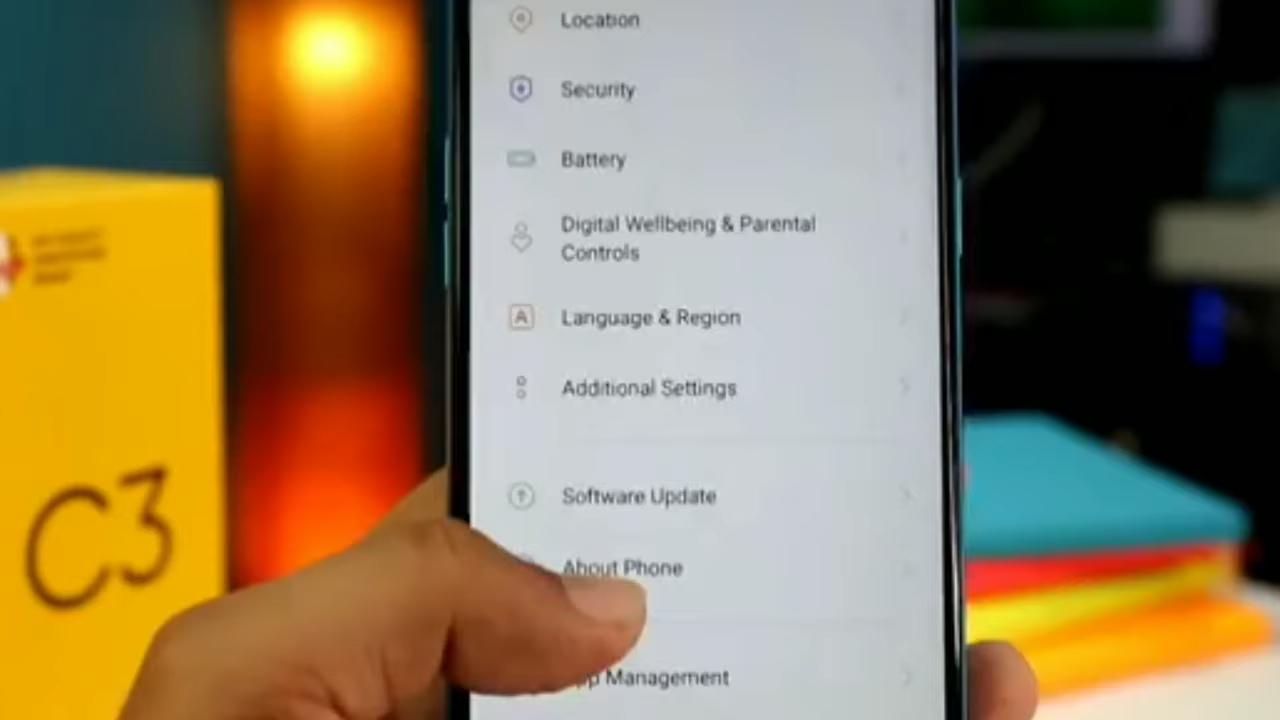 Location
Security
Battery
Digital Wellbeing & Parental
Controls
A
Language & Region
Additional Settings
Software Update
About Phone
Management
C3